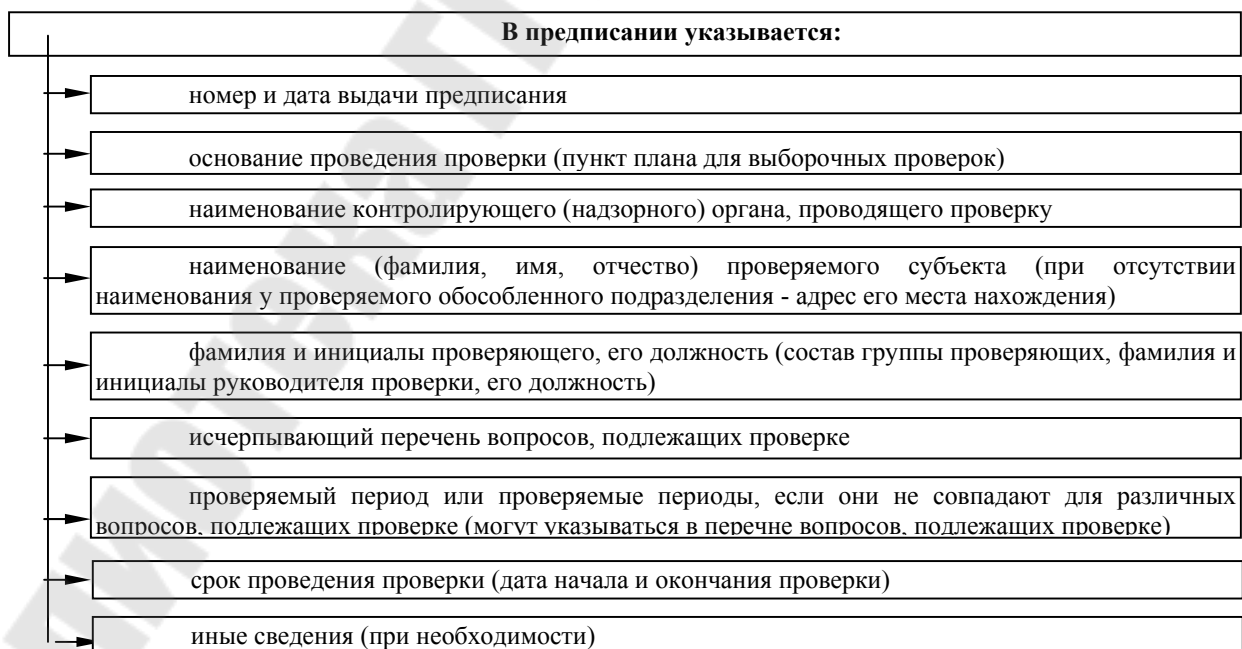 В предписании указывается:
номер и дата выдачи предписания
основание проведения проверки (пункт плана для выборочных проверок)
наименование контролирующего (надзорного) органа, проводящего проверку
наименование (фамилия, имя, отчество) проверяемого субъекта (при отсутствии
наименования у проверяемого обособленного подразделения - адрес его места нахождения)
фамилия и инициалы проверяющего, его должность (состав группы проверяющих, фамилия и
инициалы руководителя проверки, его должность)
исчерпывающий перечень вопросов, подлежащих проверке
проверяемый период или проверяемые периоды, если они не совпадают для различных
вопросов, подлежащих проверке (могут указываться в перечне вопросов, подлежащих проверке)
срок проведения проверки (дата начала и окончания проверки)
иные сведения (при необходимости)